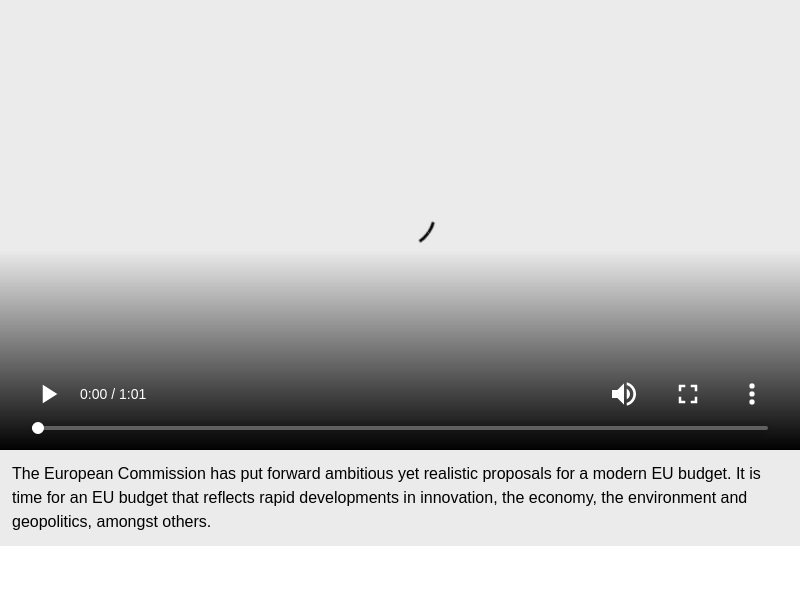 0:00 / 1:01
The European Commission has put forward ambitious yet realistic proposals for a modern EU budget. It is
time for an EU budget that reflects rapid developments in innovation, the economy, the environment and
geopolitics, amongst others.